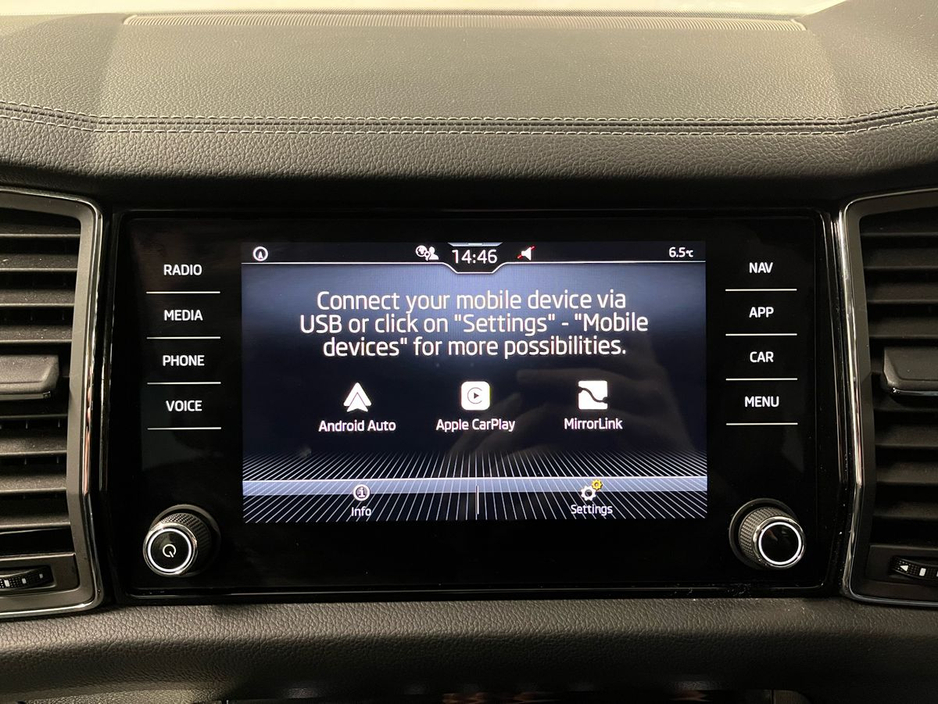 14:46
6.5°C
RADIO
MEDIA
PHONE
VOICE
Connect your mobile device via
USB or click on "Settings" - "Mobile
devices" for more possibilities.
Android Auto
Apple CarPlay
MirrorLink
Info
Settings
NAV
APP
CAR
MENU